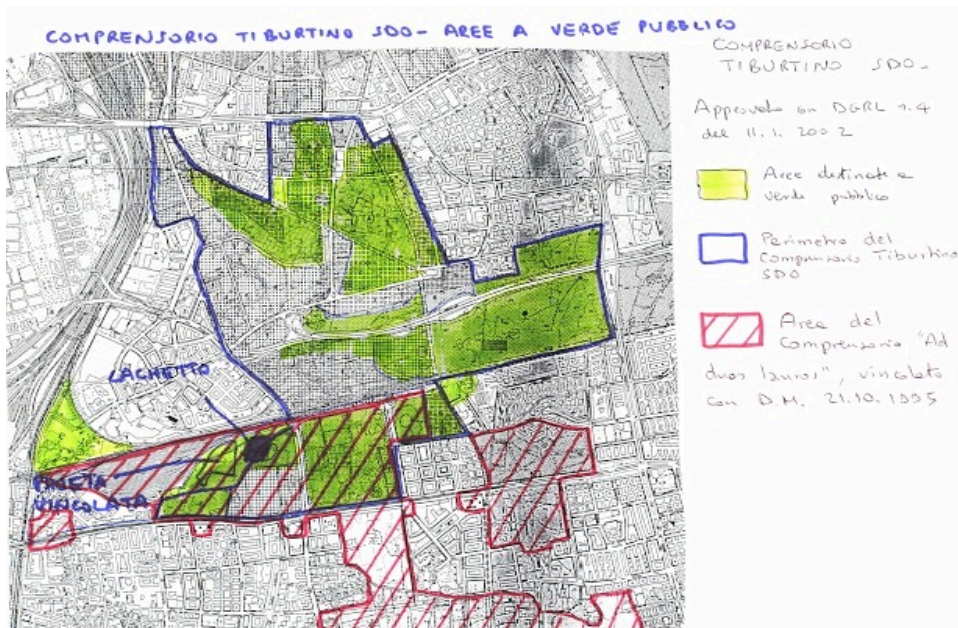 COMPRENSORIO TIBURTINO SDO - AREE A VERDE PUBBLICO
COMPRENSORIO
TIBURTINO SDO -
Approvato con DGRL n.4
del 11.1.2002
Aree destinate a
verde pubblico
Perimetro del
Comprensorio Tiburtino
SDO
Aree del
Comprensorio "Ad
duas lauros", vincolato
con D.M. 21.10.1995
LAGHETTO
PINETA
VINCOLATA